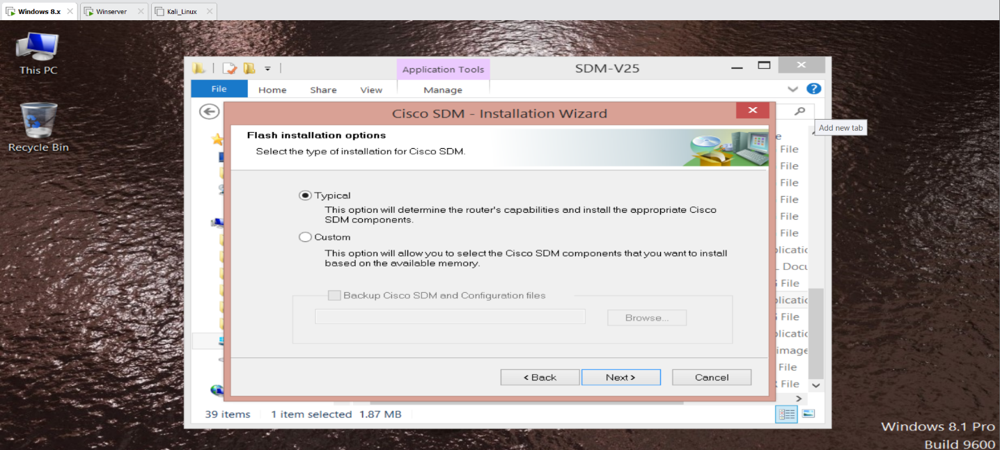 Windows 8.x
Winserver
Kali_Linux
This PC
Recycle Bin
Application Tools
SDM-V25
File
Home
Share
View
Manage
Cisco SDM - Installation Wizard
Add new tab
Flash installation options
Select the type of installation for Cisco SDM.
Typical
This option will determine the router's capabilities and install the appropriate Cisco
SDM components.
Custom
This option will allow you to select the Cisco SDM components that you want to install
based on the available memory.
Backup Cisco SDM and Configuration files
Browse...
< Back
Next >
Cancel
File
File
File
File
File
File
File
File
image
File
File
39 items
1 item selected 1.87 MB
Windows 8.1 Pro
Build 9600